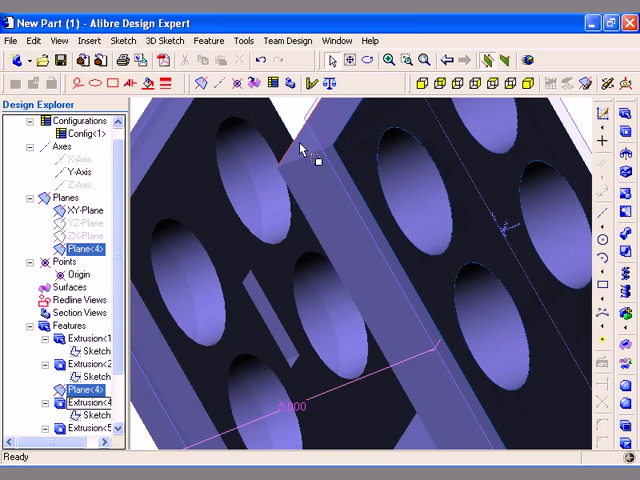 New Part (1) - Alibre Design Expert
File Edit View Insert Sketch 3D Sketch Feature Tools Team Design Window Help
Design Explorer
Configurations
Config<1>
Axes
X-Axis
Y-Axis
Z-Axis
Planes
XY-Plane
YZ-Plane
ZX-Plane
Plane<4>
Points
Origin
Surfaces
Redline Views
Section Views
Features
Extrusion<1
Sketch
Extrusion<2
Sketch
Plane<4>
Extrusion<4
Sketch
Extrusion<5
6.000
Ready